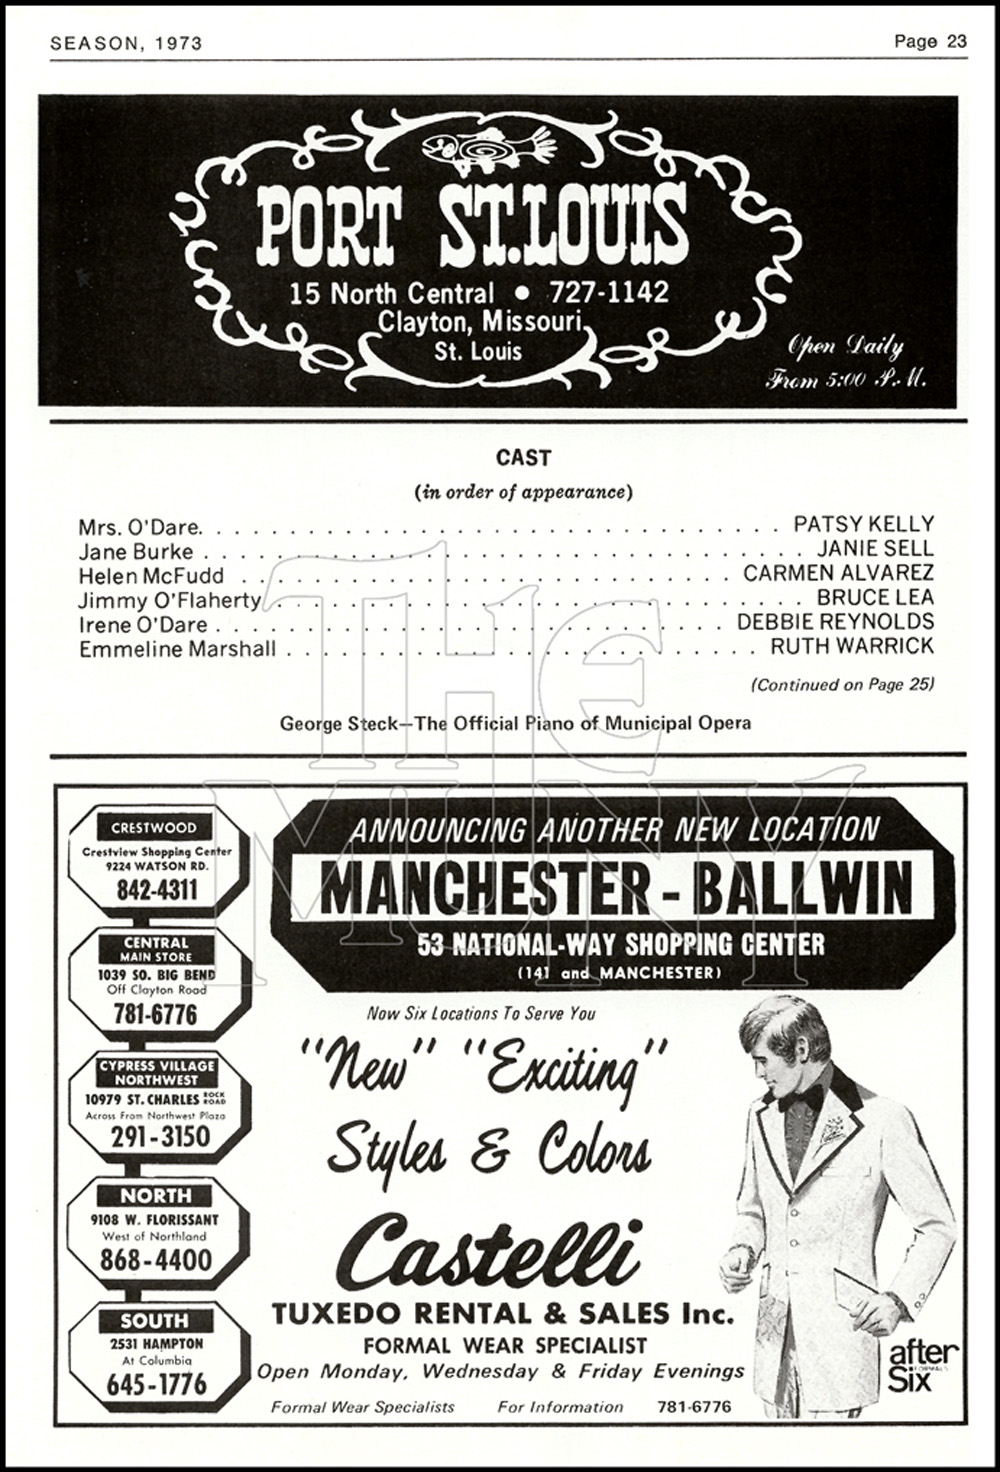 SEASON, 1973 Page 23
PORT ST. LOUIS
15 North Central • 727-1142
Clayton, Missouri
St. Louis
Open Daily
From 5:00 P.M.
CAST
(in order of appearance)
Mrs. O'Dare. . . . . . . . . . . . . . . . . . . . . . . . . . . . . . . PATSY KELLY
Jane Burke . . . . . . . . . . . . . . . . . . . . . . . . . . . . . . . . JANIE SELL
Helen McFudd . . . . . . . . . . . . . . . . . . . . . . . . . . . CARMEN ALVAREZ
Jimmy O'Flaherty . . . . . . . . . . . . . . . . . . . . . . . . . . . . . BRUCE LEA
Irene O'Dare . . . . . . . . . . . . . . . . . . . . . . . . . . . . DEBBIE REYNOLDS
Emmeline Marshall . . . . . . . . . . . . . . . . . . . . . . . . . . RUTH WARRICK
(Continued on Page 25)
George Steck—The Official Piano of Municipal Opera
THE
MUNY
CRESTWOOD
Crestview Shopping Center
9224 WATSON RD.
842-4311
CENTRAL
MAIN STORE
1039 SO. BIG BEND
Off Clayton Road
781-6776
CYPRESS VILLAGE
NORTHWEST
10979 ST. CHARLES ROCK ROAD
Across From Northwest Plaza
291-3150
NORTH
9108 W. FLORISSANT
West of Northland
868-4400
SOUTH
2531 HAMPTON
At Columbia
645-1776
ANNOUNCING ANOTHER NEW LOCATION
MANCHESTER - BALLWIN
53 NATIONAL-WAY SHOPPING CENTER
(141 and MANCHESTER)
Now Six Locations To Serve You
"New" "Exciting"
Styles & Colors
Castelli
TUXEDO RENTAL & SALES Inc.
FORMAL WEAR SPECIALIST
Open Monday, Wednesday & Friday Evenings
Formal Wear Specialists For Information 781-6776
after
Six
FORMALS